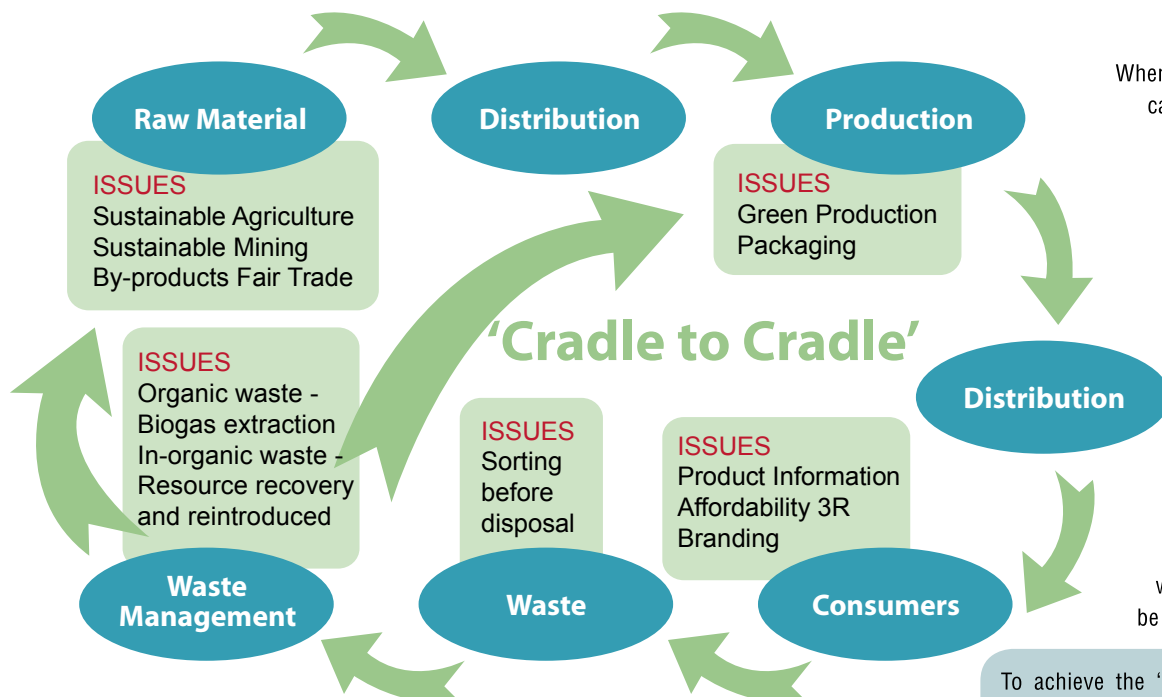 Raw Material
ISSUES
Sustainable Agriculture
Sustainable Mining
By-products Fair Trade
Distribution
Production
ISSUES
Green Production
Packaging
Distribution
Consumers
ISSUES
Product Information
Affordability 3R
Branding
Waste
ISSUES
Sorting
before
disposal
Waste
Management
ISSUES
Organic waste -
Biogas extraction
In-organic waste -
Resource recovery
and reintroduced
'Cradle to Cradle'
be
To achieve the '